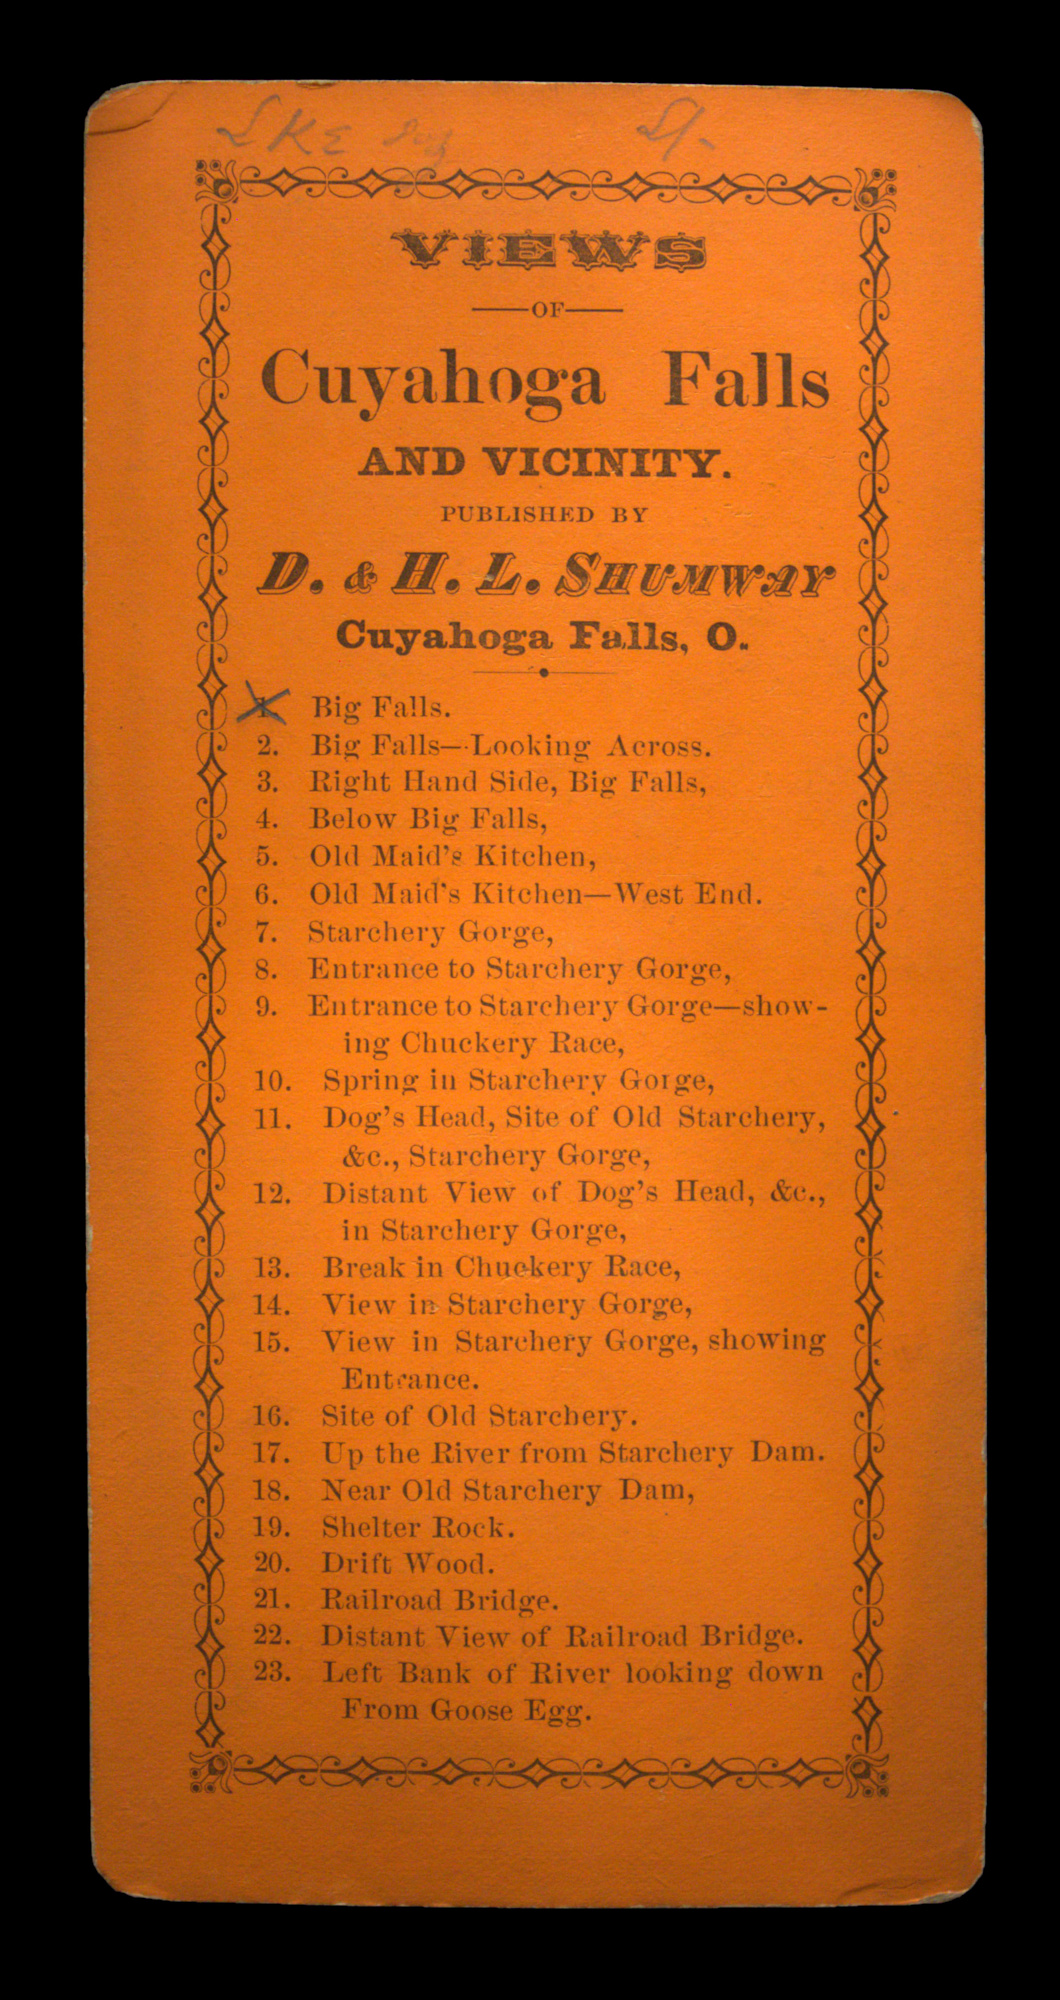 VIEWS
OF
Cuyahoga Falls
AND VICINITY.
PUBLISHED BY
D. & H. L. SHUMWAY
Cuyahoga Falls, O.
1. Big Falls.
2. Big Falls—Looking Across.
3. Right Hand Side, Big Falls,
4. Below Big Falls,
5. Old Maid's Kitchen,
6. Old Maid's Kitchen—West End.
7. Starchery Gorge,
8. Entrance to Starchery Gorge,
9. Entrance to Starchery Gorge—show-
ing Chuckery Race,
10. Spring in Starchery Gorge,
11. Dog's Head, Site of Old Starchery,
&c., Starchery Gorge,
12. Distant View of Dog's Head, &c.,
in Starchery Gorge,
13. Break in Chuckery Race,
14. View in Starchery Gorge,
15. View in Starchery Gorge, showing
Entrance.
16. Site of Old Starchery.
17. Up the River from Starchery Dam.
18. Near Old Starchery Dam,
19. Shelter Rock.
20. Drift Wood.
21. Railroad Bridge.
22. Distant View of Railroad Bridge.
23. Left Bank of River looking down
From Goose Egg.